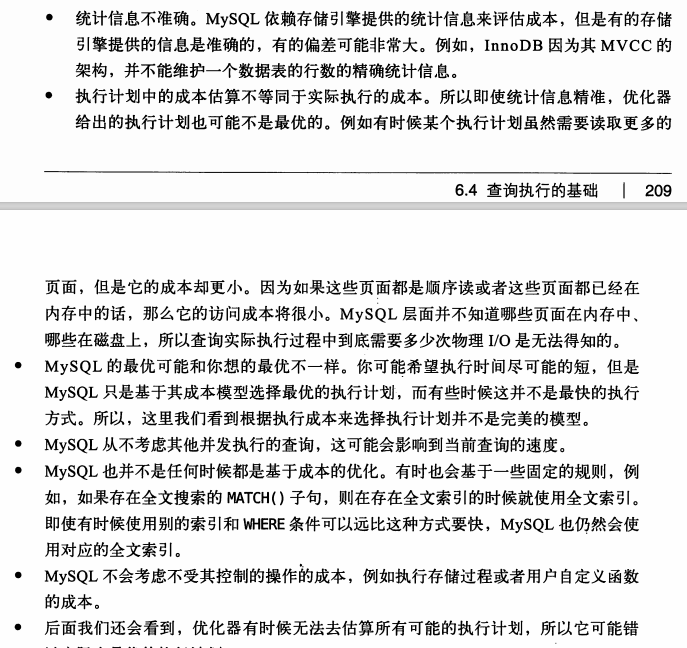 • 统计信息不准确。MySQL 依赖存储引擎提供的统计信息来评估成本，但是有的存储
引擎提供的信息是准确的，有的偏差可能非常大。例如，InnoDB 因为其 MVCC 的
架构，并不能维护一个数据表的行数的精确统计信息。
• 执行计划中的成本估算不等同于实际执行的成本。所以即使统计信息精准，优化器
给出的执行计划也可能不是最优的。例如有时候某个执行计划虽然需要读取更多的
6.4 查询执行的基础 | 209
页面，但是它的成本却更小。因为如果这些页面都是顺序读或者这些页面都已经在
内存中的话，那么它的访问成本将很小。MySQL 层面并不知道哪些页面在内存中、
哪些在磁盘上，所以查询实际执行过程中到底需要多少次物理 I/O 是无法得知的。
• MySQL 的最优可能和你想的最优不一样。你可能希望执行时间尽可能的短，但是
MySQL 只是基于其成本模型选择最优的执行计划，而有些时候这并不是最快的执行
方式。所以，这里我们看到根据执行成本来选择执行计划并不是完美的模型。
• MySQL 从不考虑其他并发执行的查询，这可能会影响到当前查询的速度。
• MySQL 也并不是任何时候都是基于成本的优化。有时也会基于一些固定的规则，例
如，如果存在全文搜索的 MATCH() 子句，则在存在全文索引的时候就使用全文索引。
即使有时候使用别的索引和 WHERE 条件可以远比这种方式要快，MySQL 也仍然会使
用对应的全文索引。
• MySQL 不会考虑不受其控制的操作的成本，例如执行存储过程或者用户自定义函数
的成本。
• 后面我们还会看到，优化器有时候无法去估算所有可能的执行计划，所以它可能错